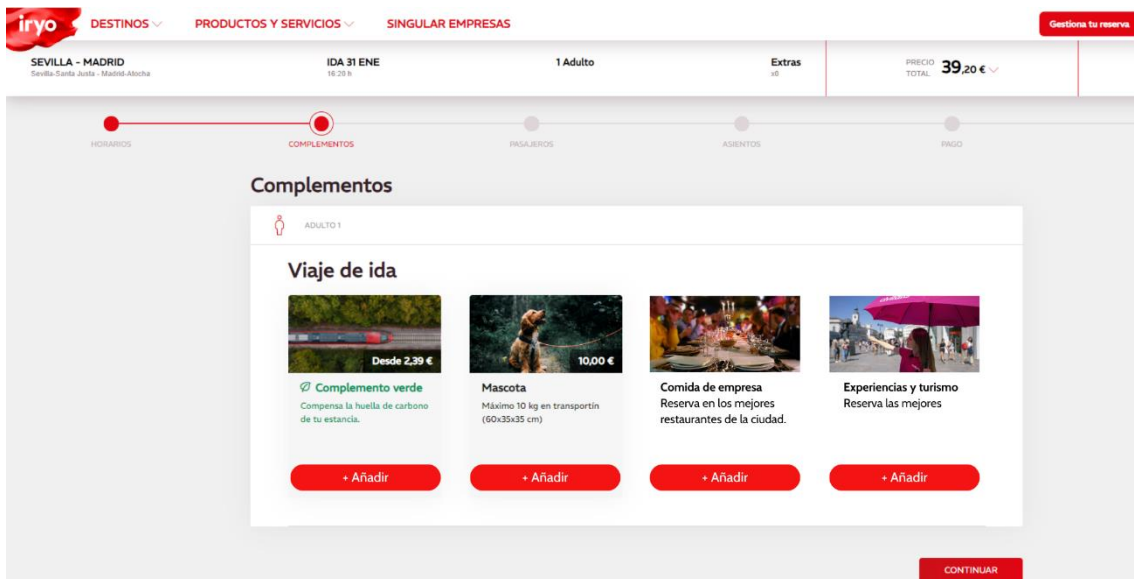 iryo
DESTINOS
PRODUCTOS Y SERVICIOS
SINGULAR EMPRESAS
Gestiona tu reserva
SEVILLA - MADRID
Sevilla-Santa Justa - Madrid-Atocha
IDA 31 ENE
16:20 h
1 Adulto
Extras
x0
PRECIO
TOTAL
39,20 €
HORARIOS
COMPLEMENTOS
PASAJEROS
ASIENTOS
PAGO
Complementos
ADULTO 1
Viaje de ida
Desde 2,39 €
Complemento verde
Compensa la huella de carbono
de tu estancia.
+ Añadir
10,00 €
Mascota
Máximo 10 kg en transportín
(60x35x35 cm)
+ Añadir
Comida de empresa
Reserva en los mejores
restaurantes de la ciudad.
+ Añadir
Experiencias y turismo
Reserva las mejores
+ Añadir
CONTINUAR